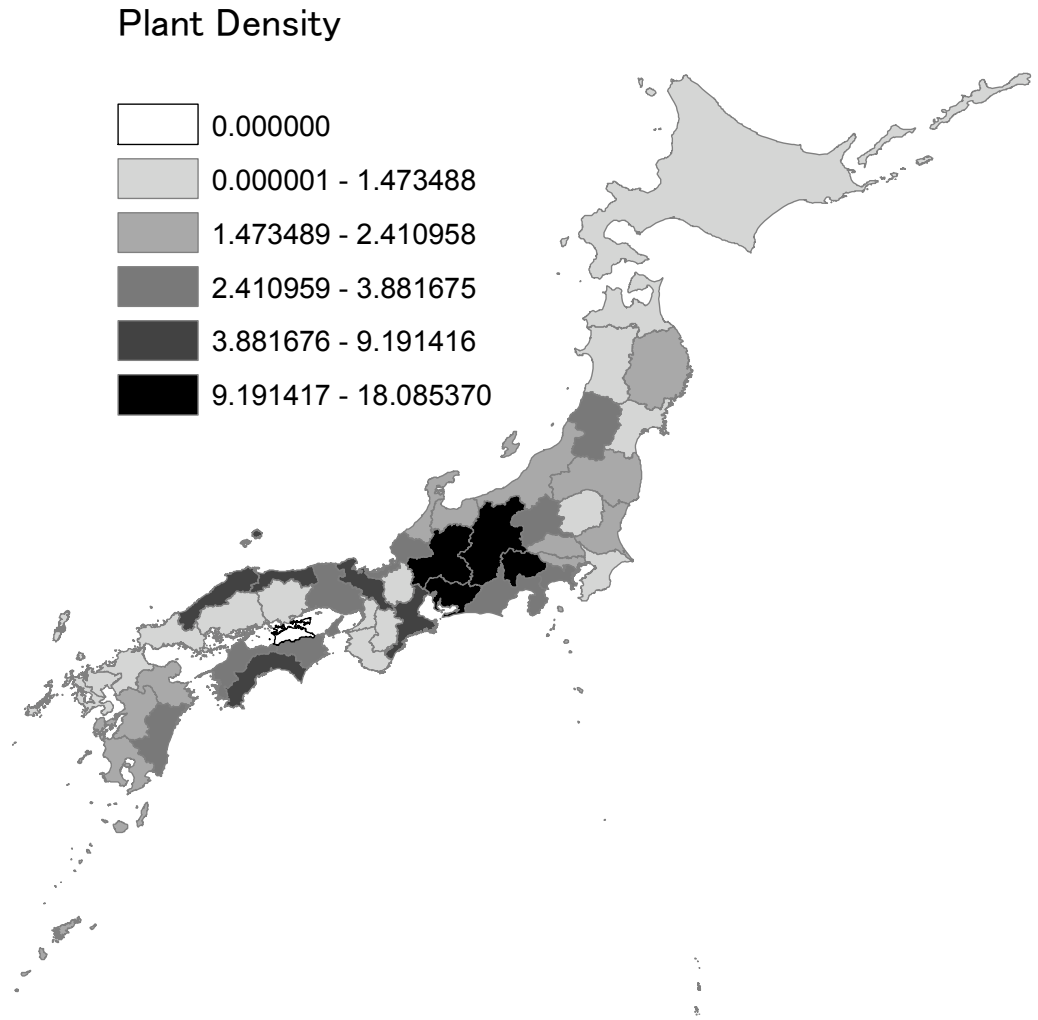 Plant Density
0.000000
0.000001 - 1.473488
1.473489 - 2.410958
2.410959 - 3.881675
3.881676 - 9.191416
9.191417 - 18.085370